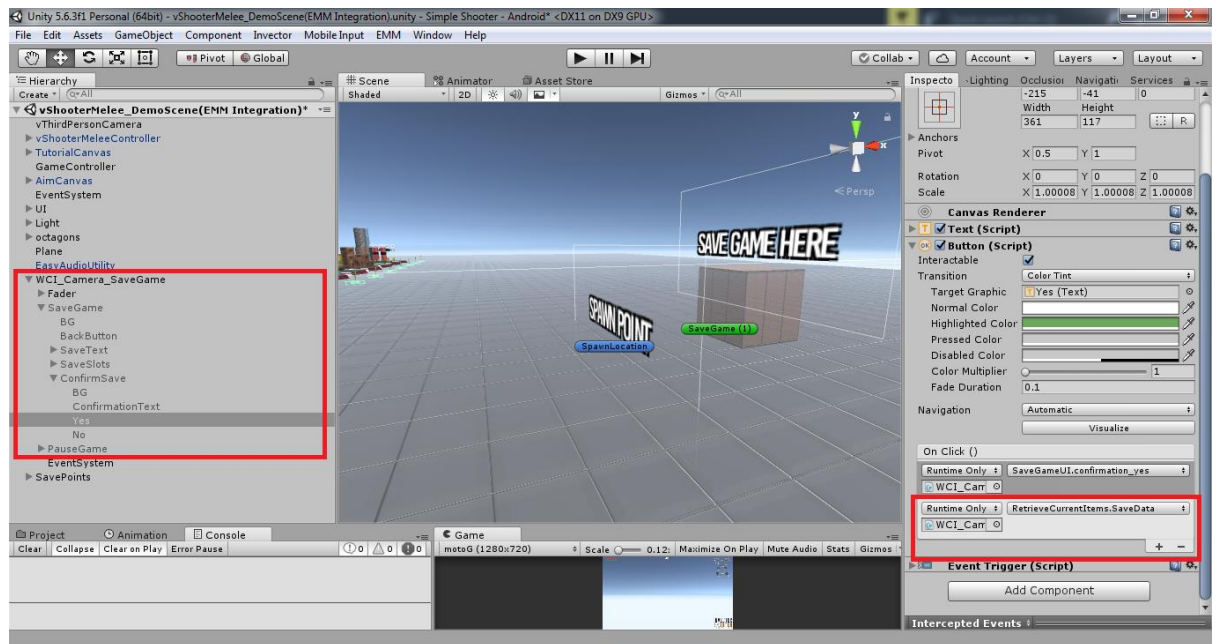 Unity 5.6.3f1 Personal (64bit) - vShooterMelee_DemoScene(EMM Integration).unity - Simple Shooter - Android* <DX11 on DX9 GPU>
File Edit Assets GameObject Component Invector Mobile Input EMM Window Help
Pivot Global Collab Account Layers Layout
Hierarchy
Create All
vShooterMelee_DemoScene(EMM Integration)*
vThirdPersonCamera
vShooterMeleeController
TutorialCanvas
GameController
AimCanvas
EventSystem
UI
Light
octagons
Plane
EasyAudioUtility
WCI_Camera_SaveGame
Fader
SaveGame
BG
BackButton
SaveText
SaveSlots
ConfirmSave
BG
ConfirmationText
Yes
No
PauseGame
EventSystem
SavePoints
Scene Animator Asset Store
Shaded 2D Gizmos All
y
x
Persp
SAVE GAME HERE
SPAWN POINT
SaveGame (1)
SpawnLocation
Inspecto Lighting Occlusion Navigati Services
-215 -41 0
Width Height
361 117 R
Anchors
Pivot X 0.5 Y 1
Rotation X 0 Y 0 Z 0
Scale X 1.00008 Y 1.00008 Z 1.00008
Canvas Renderer
Text (Script)
Button (Script)
Interactable
Transition Color Tint
Target Graphic Yes (Text)
Normal Color
Highlighted Color
Pressed Color
Disabled Color
Color Multiplier 1
Fade Duration 0.1
Navigation Automatic
Visualize
On Click ()
Runtime Only SaveGameUI.confirmation_yes
WCI_Cam
Runtime Only RetrieveCurrentItems.SaveData
WCI_Cam
+ -
Event Trigger (Script)
Add Component
Intercepted Events
Project Animation Console
Clear Collapse Clear on Play Error Pause 0 0 0
Game
motoG (1280x720) Scale 0.12: Maximize On Play Mute Audio Stats Gizmos